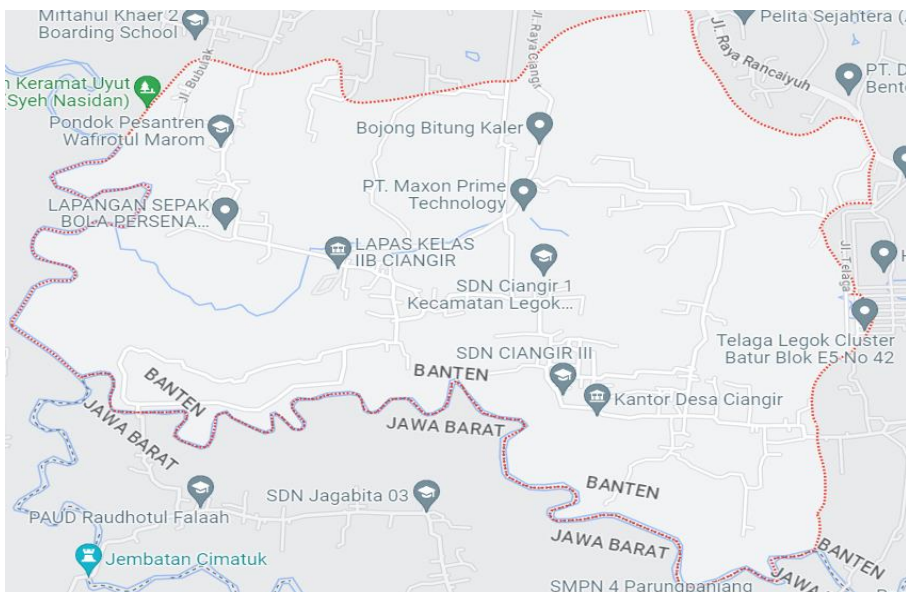 Miftahul Khaer 2
Boarding School
Pelita Sejahtera (A
Jl. Raya Ciangir
Jl. Raya Rancaiyuh
Jl. Bubulak
n Keramat Uyut
(Syeh Nasidan)
PT. D
Bento
Pondok Pesantren
Wafirotul Marom
Bojong Bitung Kaler
PT. Maxon Prime
Technology
LAPANGAN SEPAK
BOLA PERSENA...
LAPAS KELAS
IIB CIANGIR
Jl. Telaga
H
SDN Ciangir 1
Kecamatan Legok...
Telaga Legok Cluster
Batur Blok E5 No 42
SDN CIANGIR III
BANTEN
BANTEN
Kantor Desa Ciangir
JAWA BARAT
JAWA BARAT
BANTEN
SDN Jagabita 03
PAUD Raudhotul Falaah
JAWA BARAT
BANTEN
Jembatan Cimatuk
SMPN 4 Parungpanjang
JAWA